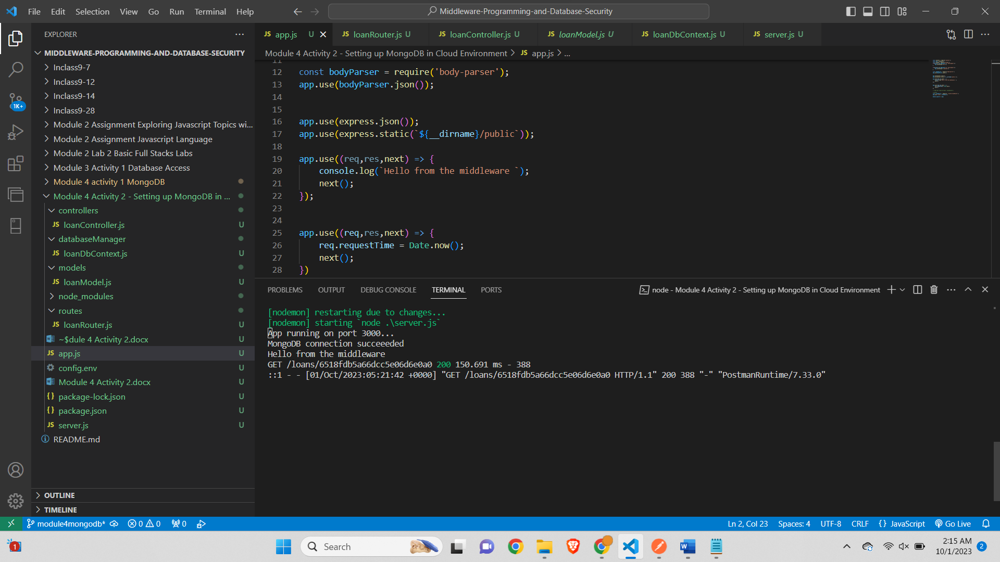 File Edit Selection View Go Run Terminal Help
Middleware-Programming-and-Database-Security
EXPLORER
MIDDLEWARE-PROGRAMMING-AND-DATABASE-SECURITY
Inclass9-7
Inclass9-12
Inclass9-14
Inclass9-28
Module 2 Assignment Exploring Javascript Topics wi...
Module 2 Assignment Javascript Language
Module 2 Lab 2 Basic Full Stacks Labs
Module 3 Activity 1 Database Access
Module 4 activity 1 MongoDB
Module 4 Activity 2 - Setting up MongoDB in ...
controllers
JS loanController.js U
databaseManager
JS loanDbContext.js U
models
JS loanModel.js U
node_modules
routes
JS loanRouter.js U
~$dule 4 Activity 2.docx U
JS app.js U
config.env U
Module 4 Activity 2.docx U
{} package-lock.json U
{} package.json U
JS server.js U
README.md
OUTLINE
TIMELINE
1K+
JS app.js U
JS loanRouter.js U
JS loanController.js U
JS loanModel.js U
JS loanDbContext.js U
JS server.js U
Module 4 Activity 2 - Setting up MongoDB in Cloud Environment > JS app.js > ...
11
12 const bodyParser = require('body-parser');
13 app.use(bodyParser.json());
14
15
16 app.use(express.json());
17 app.use(express.static(`${__dirname}/public`));
18
19 app.use((req,res,next) => {
20 console.log(`Hello from the middleware `);
21 next();
22 });
23
24
25 app.use((req,res,next) => {
26 req.requestTime = Date.now();
27 next();
28 })
PROBLEMS OUTPUT DEBUG CONSOLE TERMINAL PORTS
node - Module 4 Activity 2 - Setting up MongoDB in Cloud Environment
[nodemon] restarting due to changes...
[nodemon] starting `node .\server.js`
App running on port 3000...
MongoDB connection succeeeded
Hello from the middleware
GET /loans/6518fdb5a66dcc5e06d6e0a0 200 150.691 ms - 388
::1 - - [01/Oct/2023:05:21:42 +0000] "GET /loans/6518fdb5a66dcc5e06d6e0a0 HTTP/1.1" 200 388 "-" "PostmanRuntime/7.33.0"
module4mongodb* 0 0 0
Ln 2, Col 23 Spaces: 4 UTF-8 CRLF {} JavaScript Go Live
1
Search
2:15 AM
10/1/2023
2